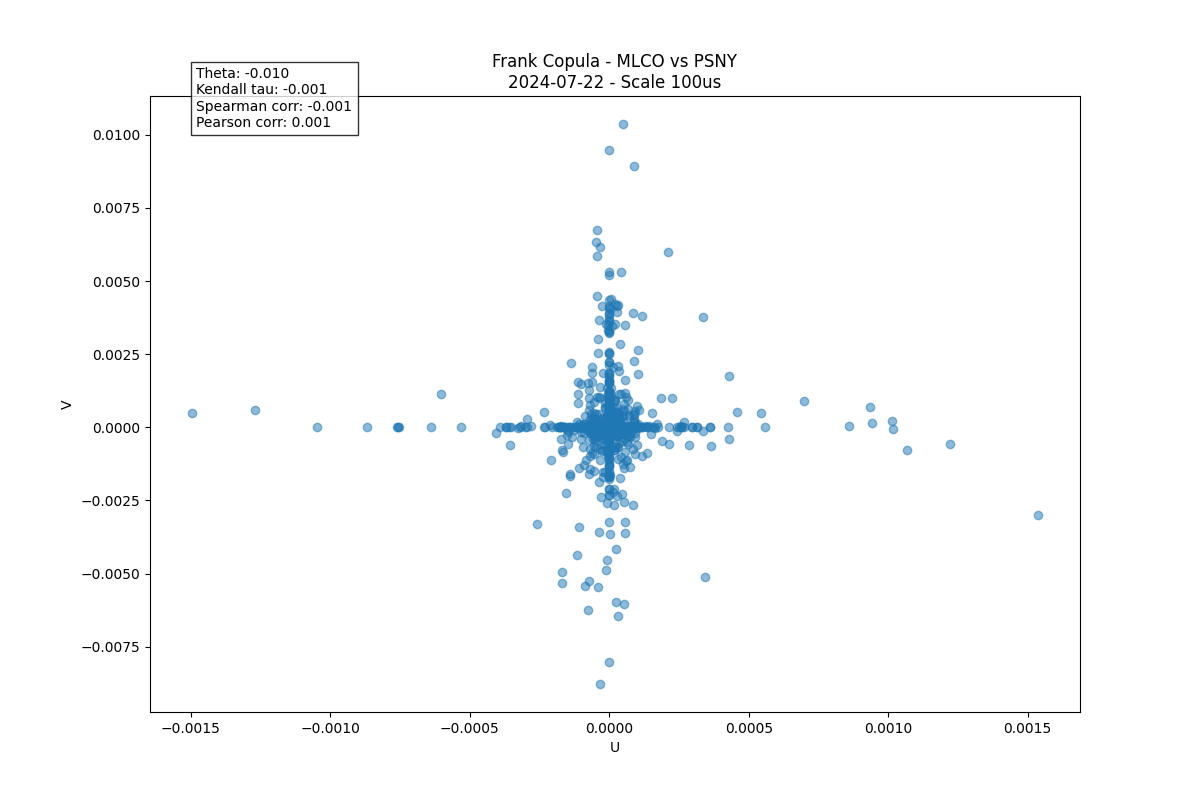 Frank Copula - MLCO vs PSNY
2024-07-22 - Scale 100us
Theta: -0.010
Kendall tau: -0.001
Spearman corr: -0.001
Pearson corr: 0.001
V
0.0100
0.0075
0.0050
0.0025
0.0000
−0.0025
−0.0050
−0.0075
−0.0015
−0.0010
−0.0005
0.0000
0.0005
0.0010
0.0015
U